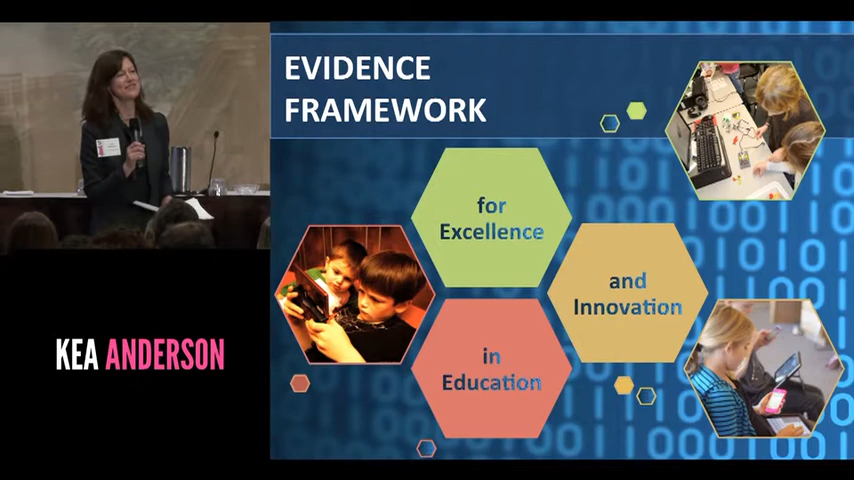 EVIDENCE
FRAMEWORK
for
Excellence
and
Innovation
in
Education
KEA ANDERSON